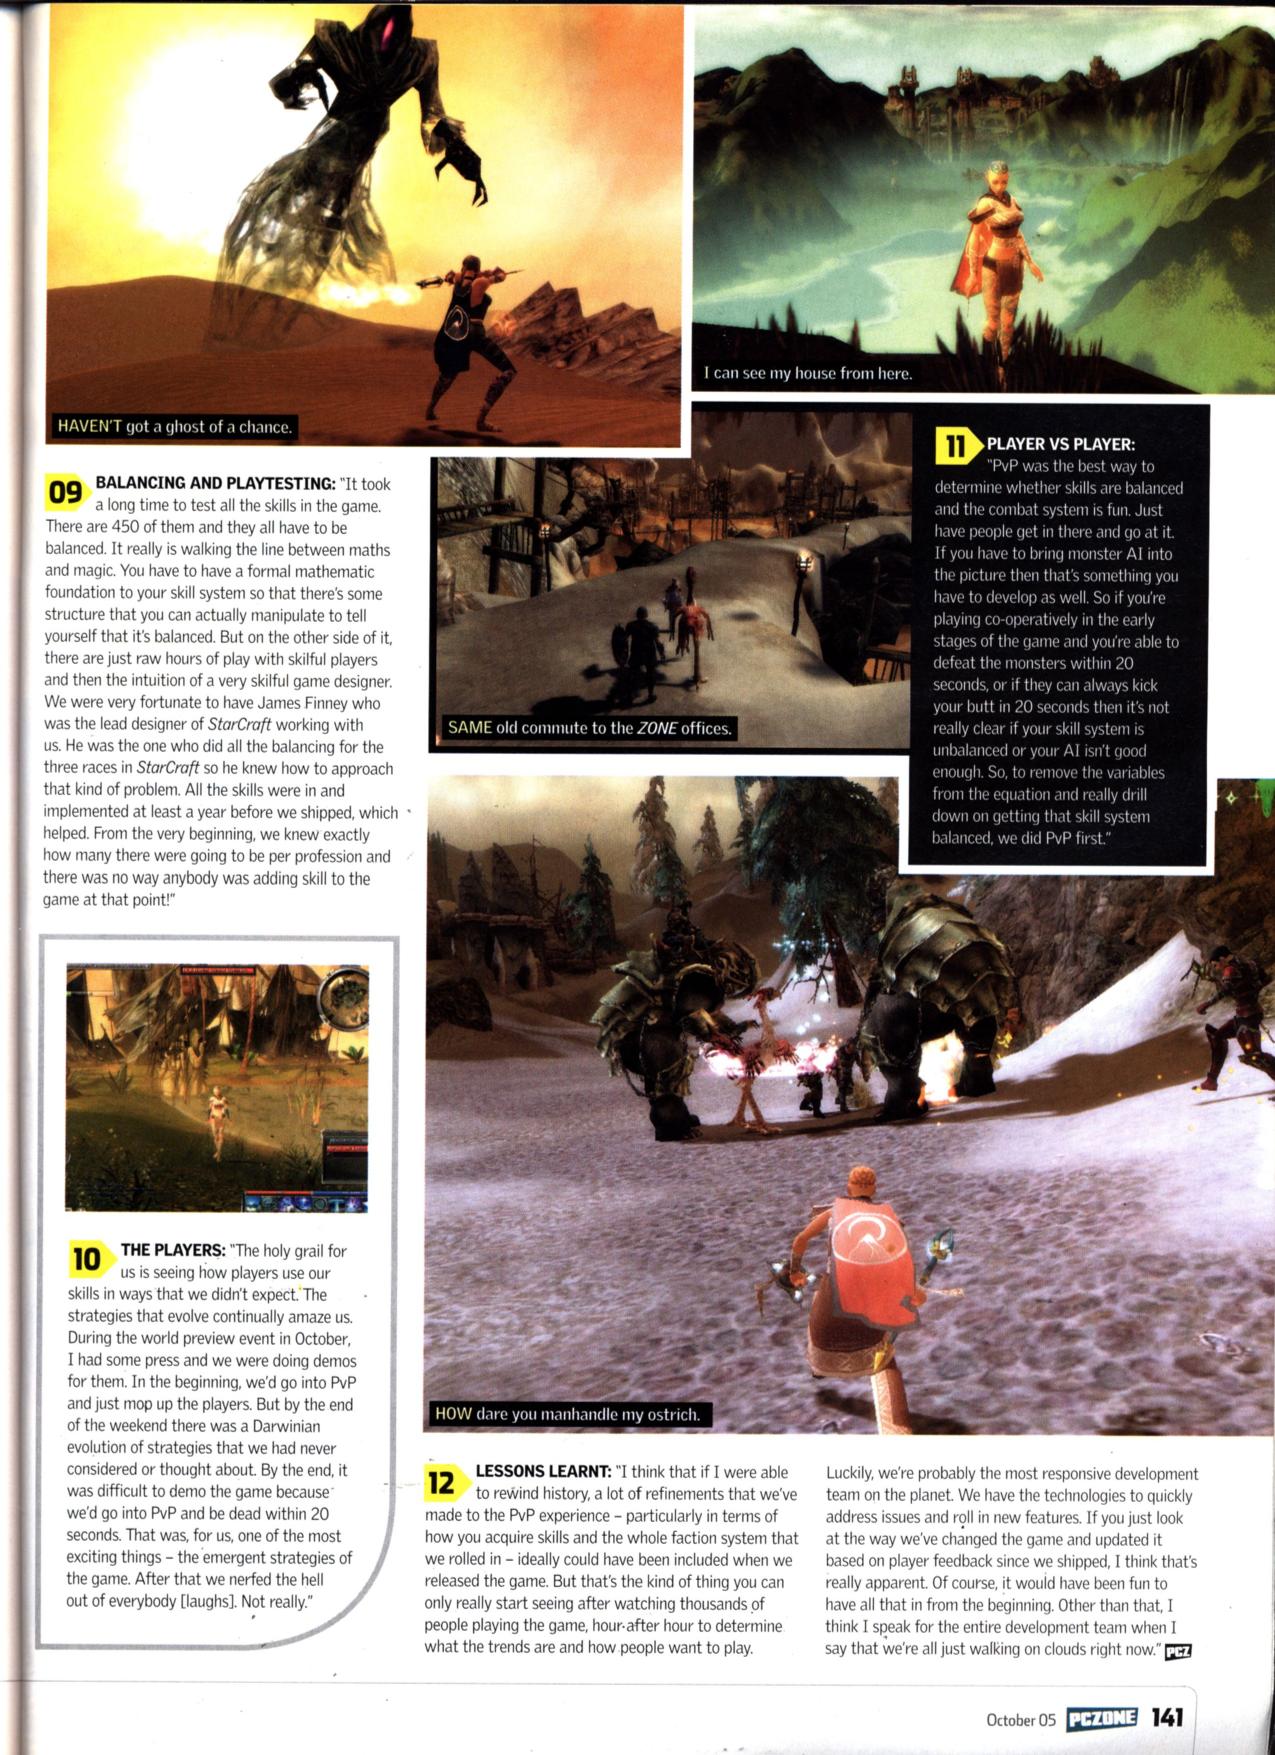 HAVEN'T got a ghost of a chance.
I can see my house from here.
09 BALANCING AND PLAYTESTING: "It took
a long time to test all the skills in the game.
There are 450 of them and they all have to be
balanced. It really is walking the line between maths
and magic. You have to have a formal mathematic
foundation to your skill system so that there's some
structure that you can actually manipulate to tell
yourself that it's balanced. But on the other side of it,
there are just raw hours of play with skilful players
and then the intuition of a very skilful game designer.
We were very fortunate to have James Finney who
was the lead designer of StarCraft working with
us. He was the one who did all the balancing for the
three races in StarCraft so he knew how to approach
that kind of problem. All the skills were in and
implemented at least a year before we shipped, which
helped. From the very beginning, we knew exactly
how many there were going to be per profession and
there was no way anybody was adding skill to the
game at that point!"
10 THE PLAYERS: "The holy grail for
us is seeing how players use our
skills in ways that we didn't expect. The
strategies that evolve continually amaze us.
During the world preview event in October,
I had some press and we were doing demos
for them. In the beginning, we'd go into PvP
and just mop up the players. But by the end
of the weekend there was a Darwinian
evolution of strategies that we had never
considered or thought about. By the end, it
was difficult to demo the game because
we'd go into PvP and be dead within 20
seconds. That was, for us, one of the most
exciting things – the emergent strategies of
the game. After that we nerfed the hell
out of everybody [laughs]. Not really."
SAME old commute to the ZONE offices.
11 PLAYER VS PLAYER:
"PvP was the best way to
determine whether skills are balanced
and the combat system is fun. Just
have people get in there and go at it.
If you have to bring monster AI into
the picture then that's something you
have to develop as well. So if you're
playing co-operatively in the early
stages of the game and you're able to
defeat the monsters within 20
seconds, or if they can always kick
your butt in 20 seconds then it's not
really clear if your skill system is
unbalanced or your AI isn't good
enough. So, to remove the variables
from the equation and really drill
down on getting that skill system
balanced, we did PvP first."
HOW dare you manhandle my ostrich.
12 LESSONS LEARNT: "I think that if I were able
to rewind history, a lot of refinements that we've
made to the PvP experience – particularly in terms of
how you acquire skills and the whole faction system that
we rolled in – ideally could have been included when we
released the game. But that's the kind of thing you can
only really start seeing after watching thousands of
people playing the game, hour after hour to determine
what the trends are and how people want to play.
Luckily, we're probably the most responsive development
team on the planet. We have the technologies to quickly
address issues and roll in new features. If you just look
at the way we've changed the game and updated it
based on player feedback since we shipped, I think that's
really apparent. Of course, it would have been fun to
have all that in from the beginning. Other than that, I
think I speak for the entire development team when I
say that we're all just walking on clouds right now." PCZ
October 05 PCZONE 141